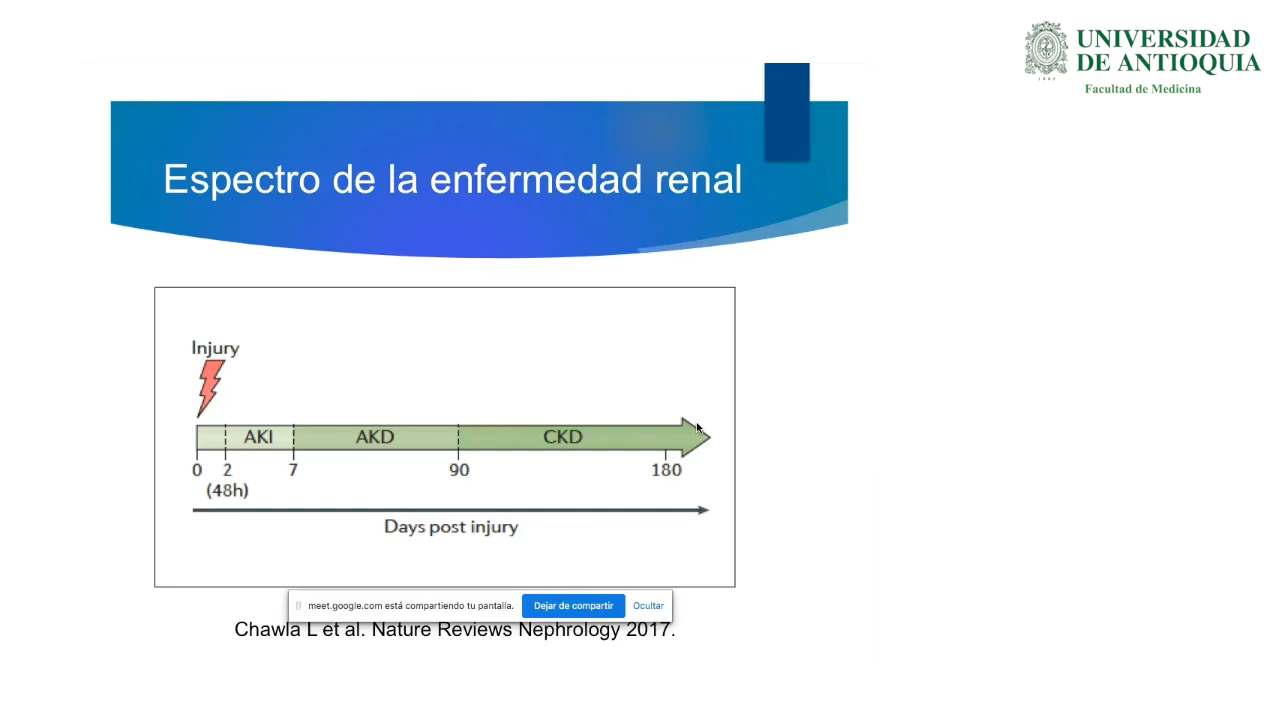 UNIVERSIDAD
DE ANTIOQUIA
1803
Facultad de Medicina
Espectro de la enfermedad renal
Injury
AKI AKD CKD
0 2 7 90 180
(48h)
Days post injury
meet.google.com está compartiendo tu pantalla. Dejar de compartir Ocultar
Chawla L et al. Nature Reviews Nephrology 2017.